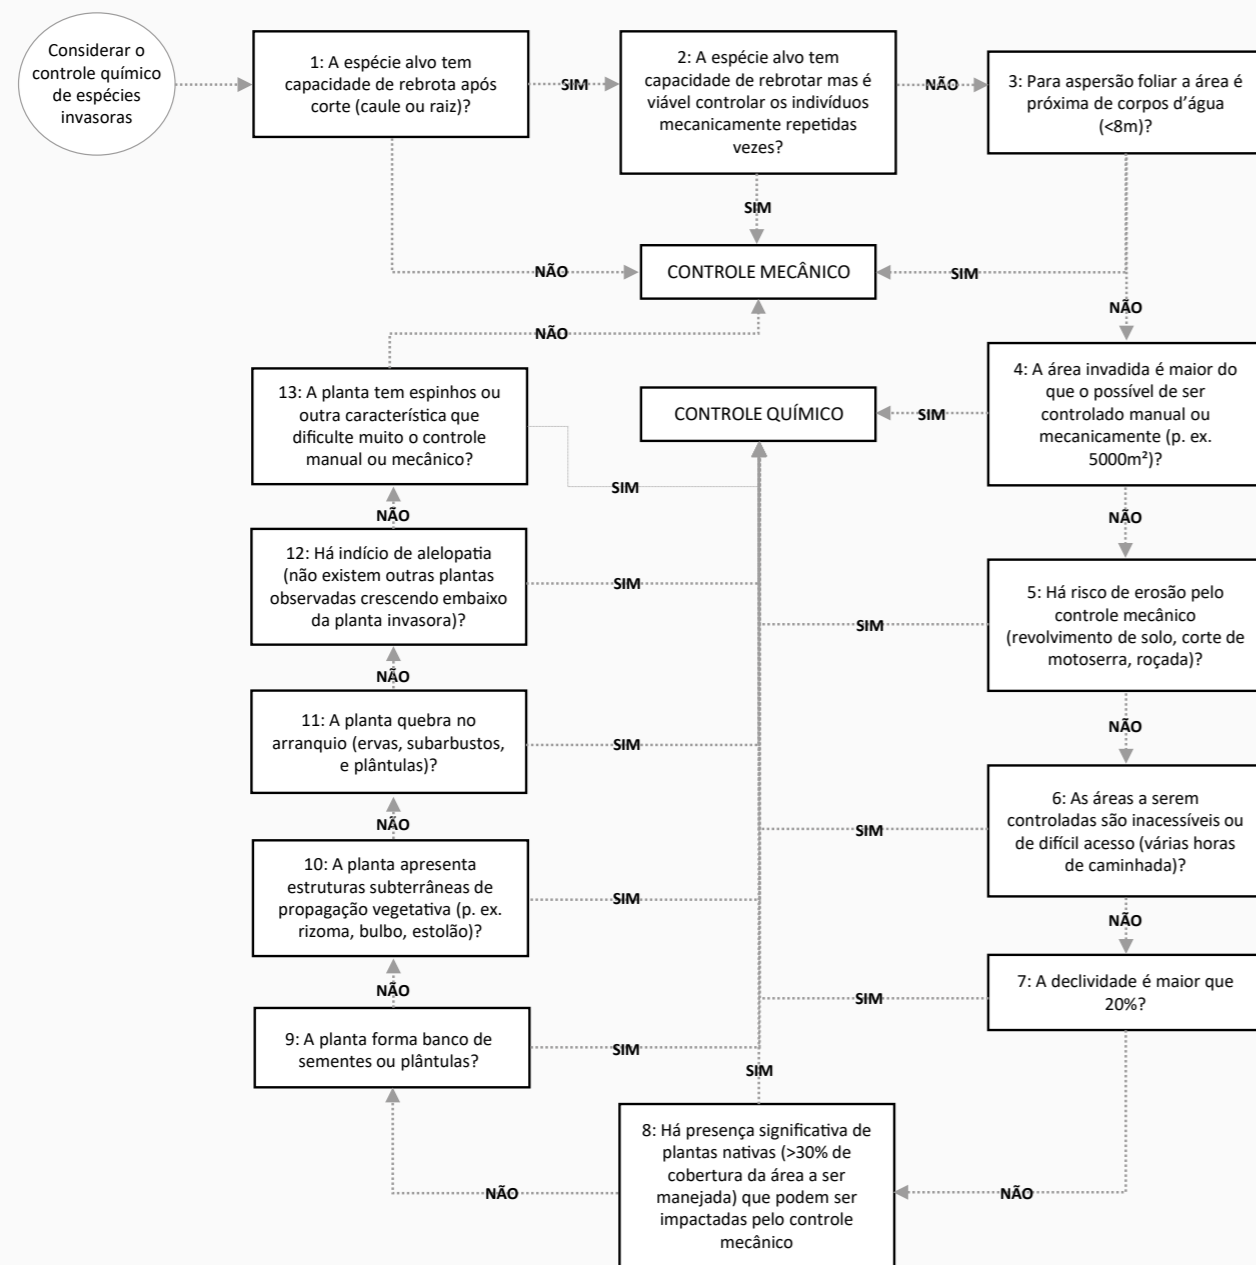 Considerar o
controle químico
de espécies
invasoras
1: A espécie alvo tem
capacidade de rebrota após
corte (caule ou raiz)?
SIM
2: A espécie alvo tem
capacidade de rebrotar mas é
viável controlar os indivíduos
mecanicamente repetidas
vezes?
NÃO
3: Para aspersão foliar a área é
próxima de corpos d’água
(<8m)?
SIM
NÃO
CONTROLE MECÂNICO
SIM
NÃO
NÃO
4: A área invadida é maior do
que o possível de ser
controlado manual ou
mecanicamente (p. ex.
5000m²)?
SIM
CONTROLE QUÍMICO
13: A planta tem espinhos ou
outra característica que
dificulte muito o controle
manual ou mecânico?
SIM
NÃO
NÃO
12: Há indício de alelopatia
(não existem outras plantas
observadas crescendo embaixo
da planta invasora)?
SIM
5: Há risco de erosão pelo
controle mecânico
(revolvimento de solo, corte de
motoserra, roçada)?
SIM
NÃO
NÃO
11: A planta quebra no
arranquio (ervas, subarbustos,
e plântulas)?
SIM
6: As áreas a serem
controladas são inacessíveis ou
de difícil acesso (várias horas
de caminhada)?
SIM
NÃO
NÃO
10: A planta apresenta
estruturas subterrâneas de
propagação vegetativa (p. ex.
rizoma, bulbo, estolão)?
SIM
7: A declividade é maior que
20%?
SIM
NÃO
9: A planta forma banco de
sementes ou plântulas?
SIM
SIM
8: Há presença significativa de
plantas nativas (>30% de
cobertura da área a ser
manejada) que podem ser
impactadas pelo controle
mecânico
NÃO
NÃO